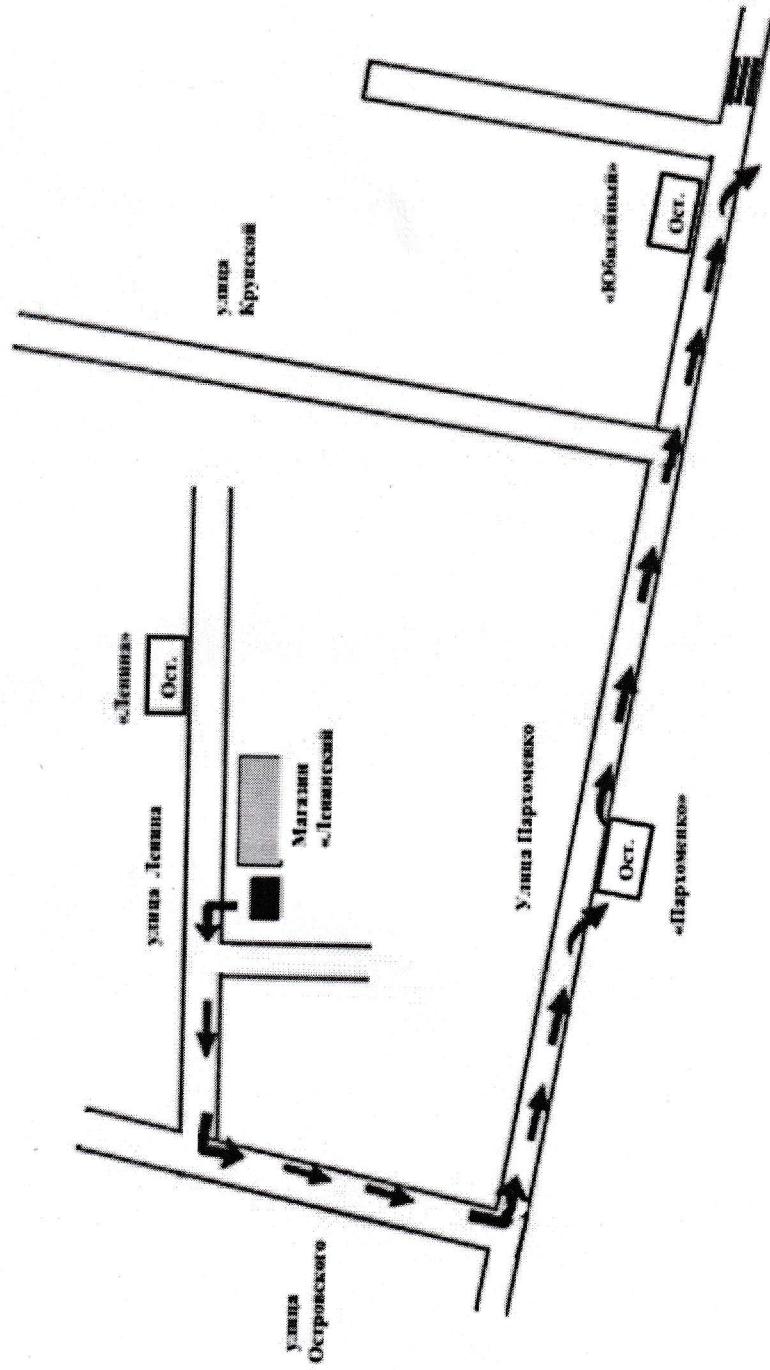 «Ленина»
Ост.
улица Ленина
Магазин
«Ленинский
улица
Крупской
«Юбилейный»
Ост.
улица
Островского
Улица Пархоменко
Ост.
«Пархоменко»